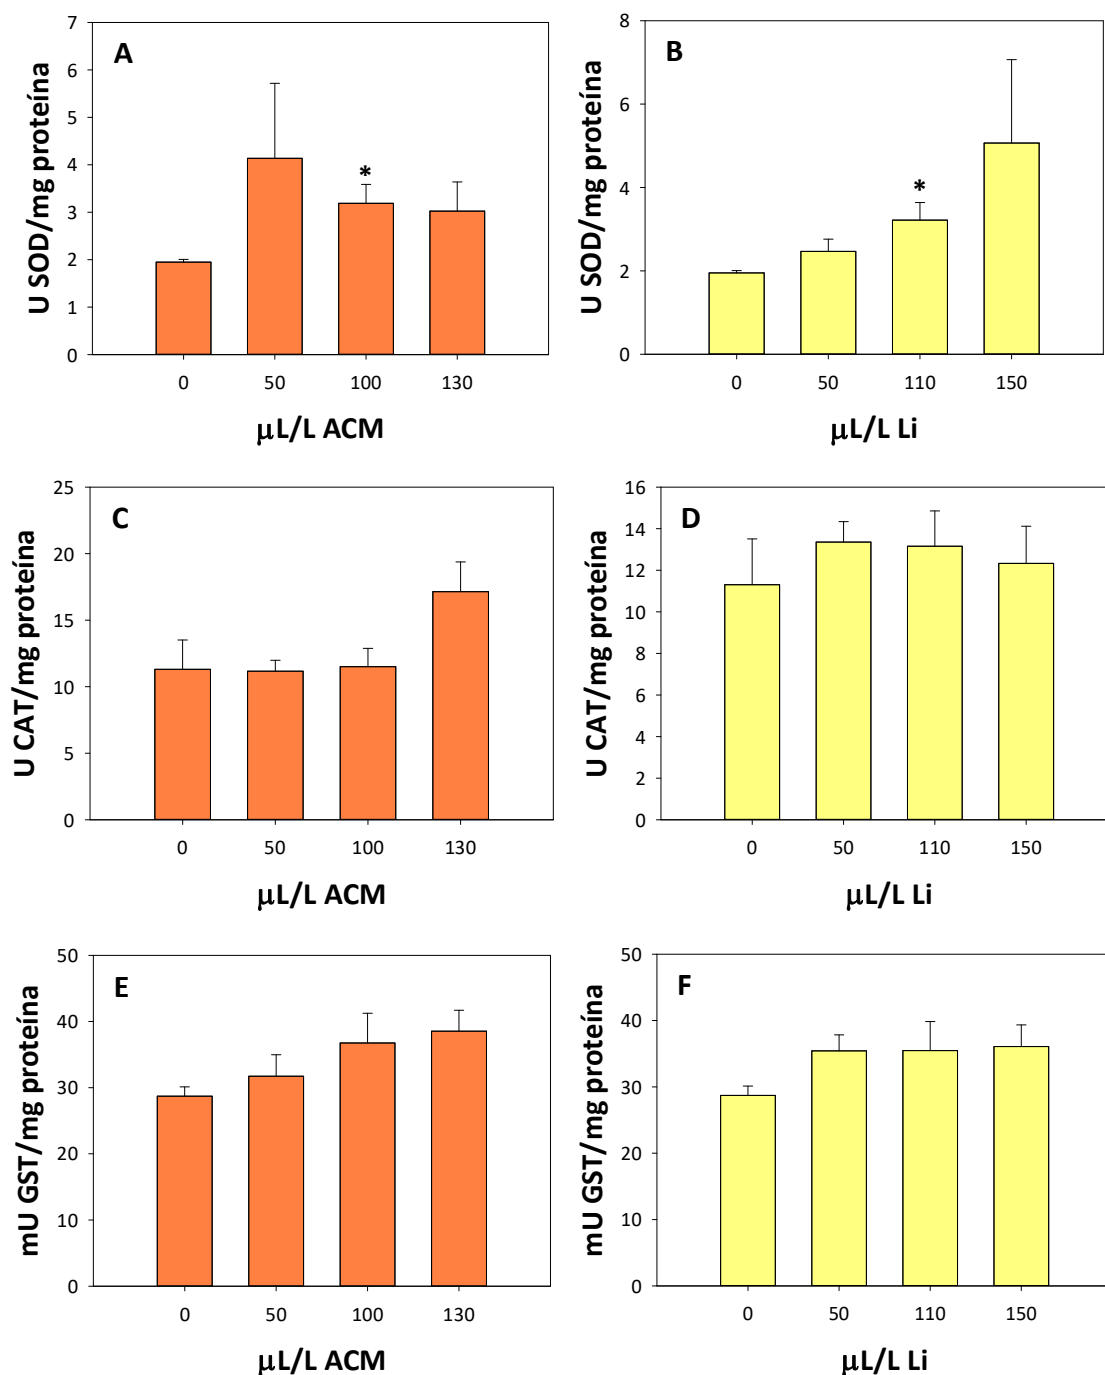 A
U SOD/mg proteína
7
6
5
4
3
2
1
0
*
0 50 100 130
µL/L ACM
B
U SOD/mg proteína
8
6
4
2
0
*
0 50 110 150
µL/L Li
C
U CAT/mg proteína
25
20
15
10
5
0
0 50 100 130
µL/L ACM
D
U CAT/mg proteína
16
14
12
10
8
6
4
2
0
0 50 110 150
µL/L Li
E
mU GST/mg proteína
50
40
30
20
10
0
0 50 100 130
µL/L ACM
F
mU GST/mg proteína
50
40
30
20
10
0
0 50 110 150
µL/L Li